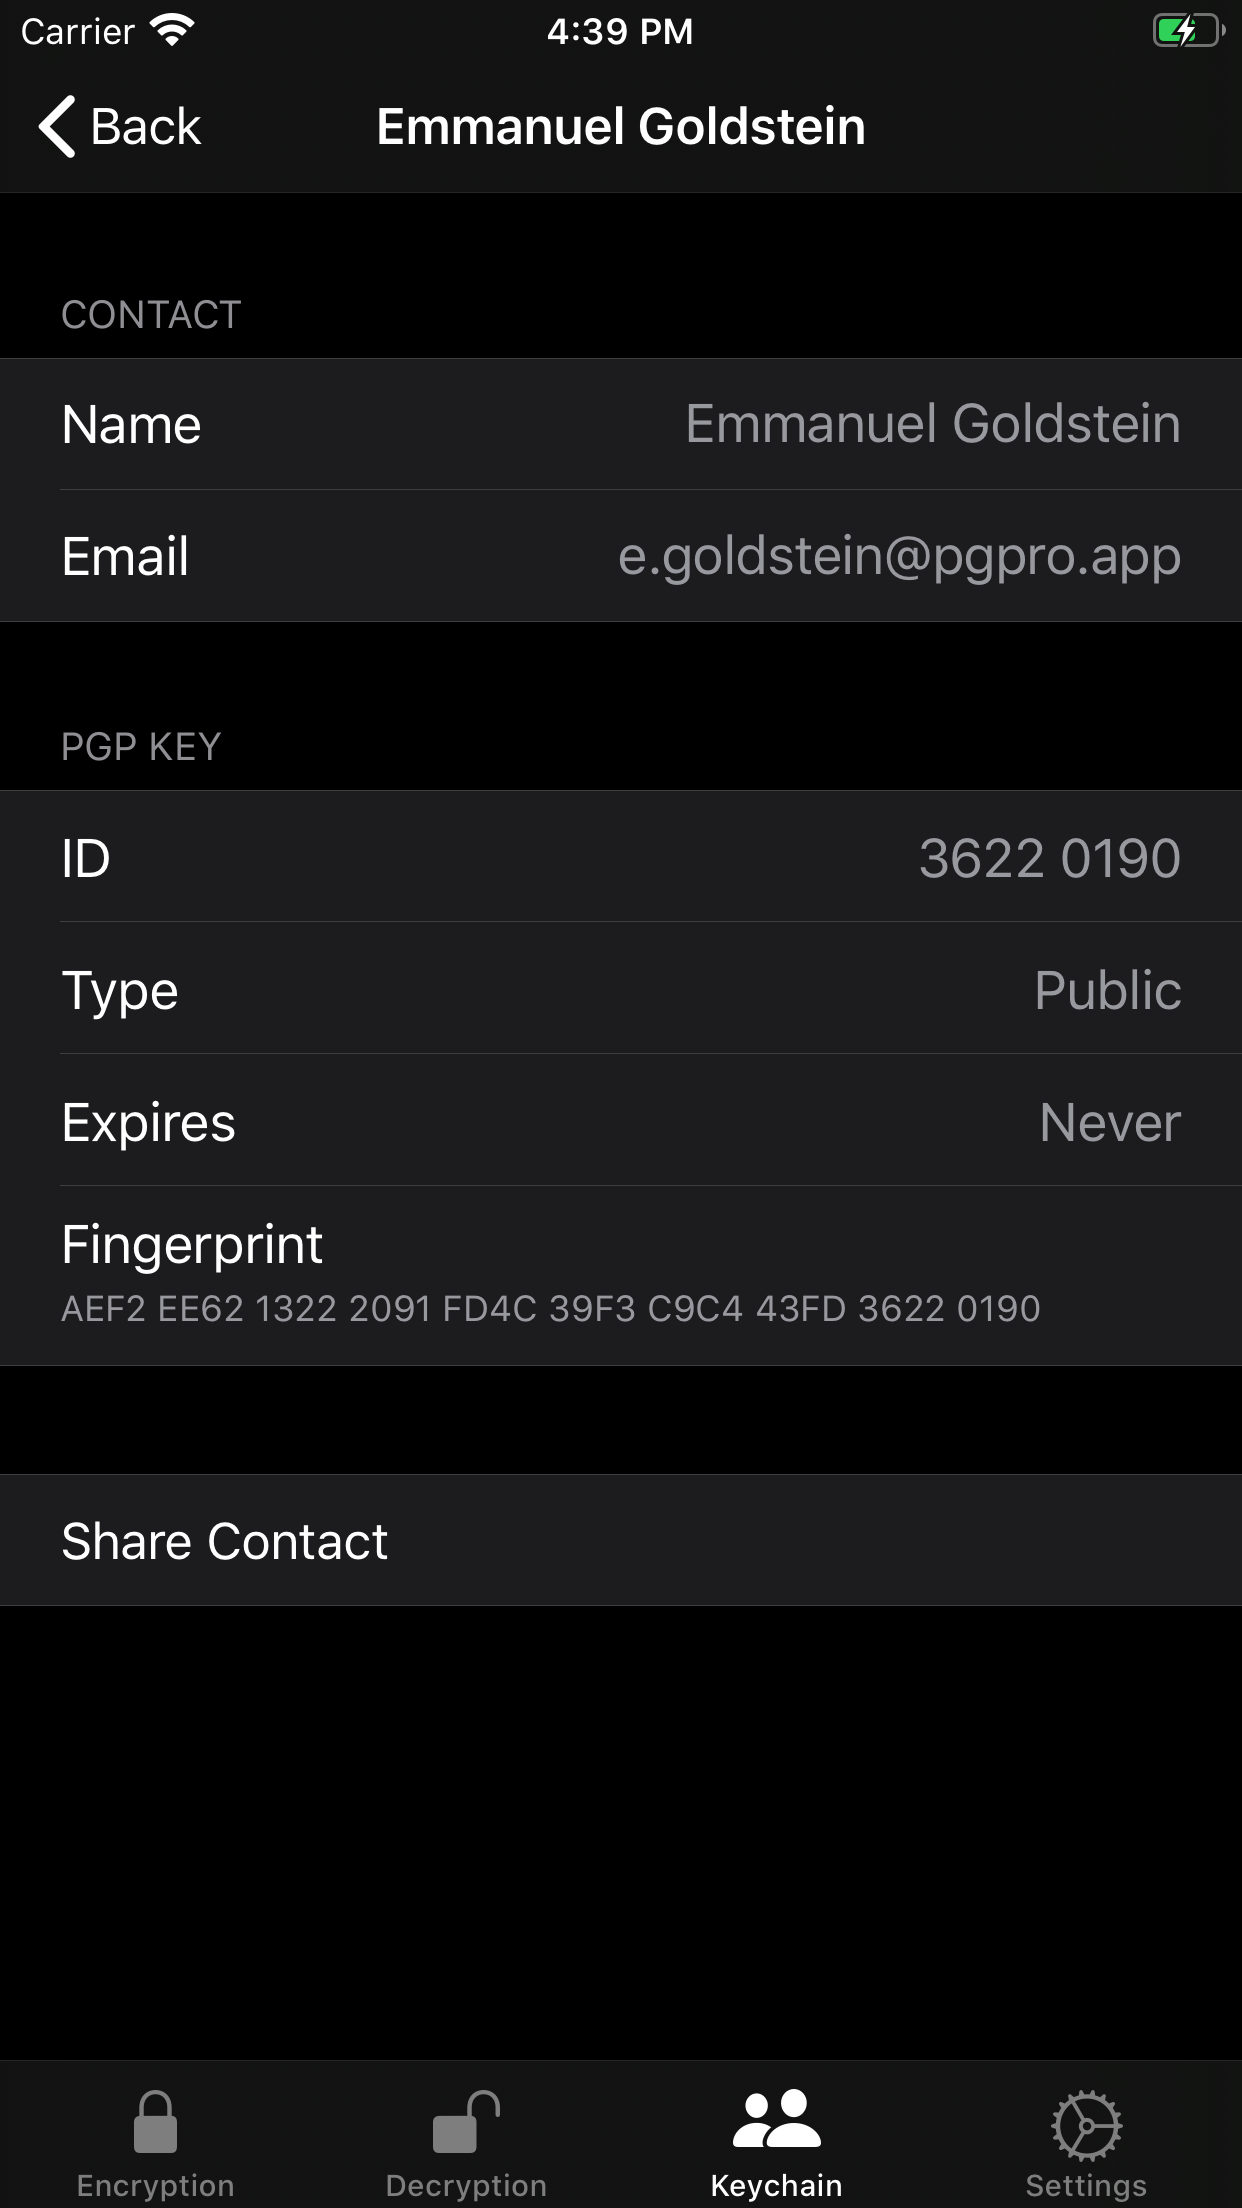 Carrier 4:39 PM
Back Emmanuel Goldstein
CONTACT
Name Emmanuel Goldstein
Email e.goldstein@pgpro.app
PGP KEY
ID 3622 0190
Type Public
Expires Never
Fingerprint
AEF2 EE62 1322 2091 FD4C 39F3 C9C4 43FD 3622 0190
Share Contact
Encryption Decryption Keychain Settings